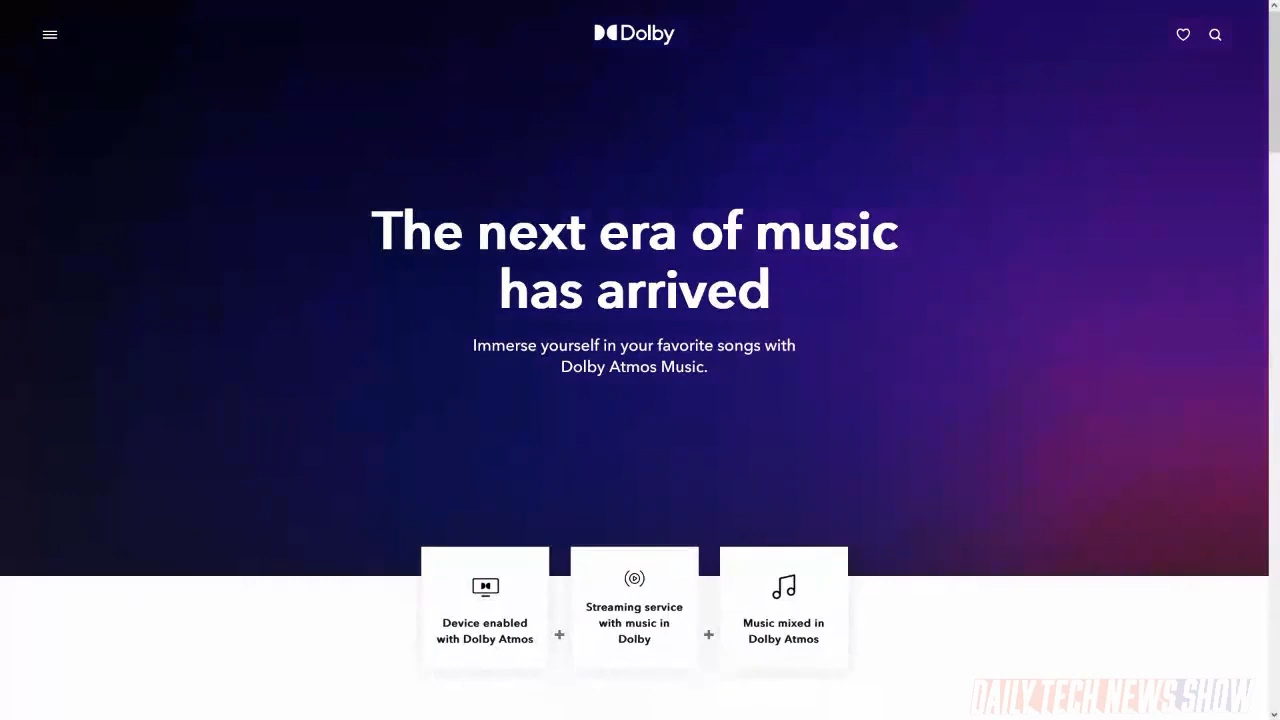 Dolby
The next era of music
has arrived
Immerse yourself in your favorite songs with
Dolby Atmos Music.
Device enabled
with Dolby Atmos
+
Streaming service
with music in
Dolby
+
Music mixed in
Dolby Atmos
DAILY TECH NEWS SHOW